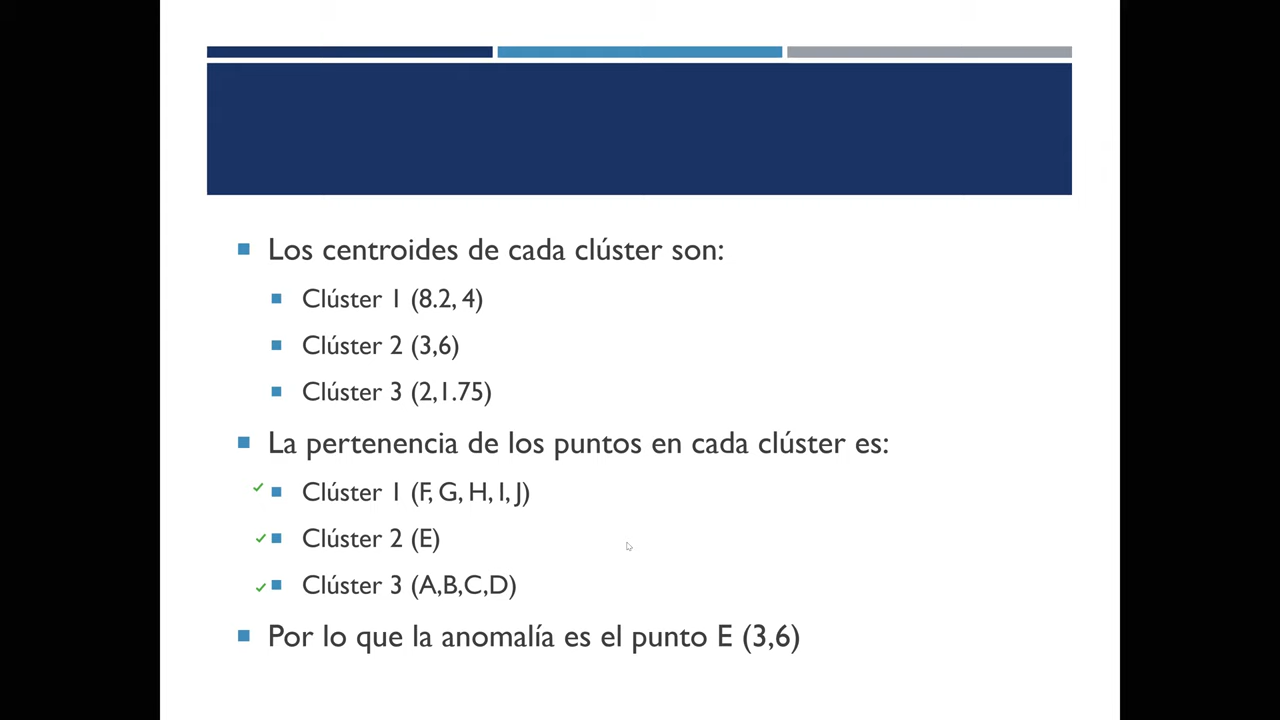 Los centroides de cada clúster son:
Clúster 1 (8.2, 4)
Clúster 2 (3,6)
Clúster 3 (2,1.75)
La pertenencia de los puntos en cada clúster es:
Clúster 1 (F, G, H, I, J)
Clúster 2 (E)
Clúster 3 (A,B,C,D)
Por lo que la anomalía es el punto E (3,6)